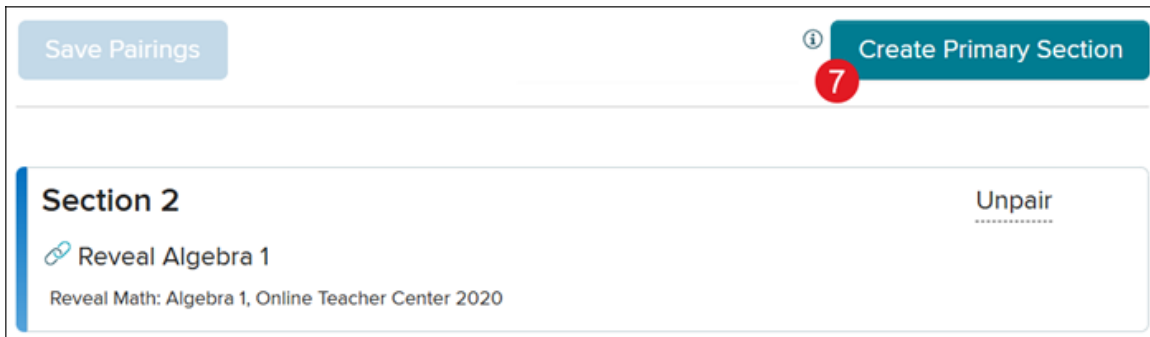 Save Pairings
Create Primary Section
7
Section 2
Unpair
Reveal Algebra 1
Reveal Math: Algebra 1, Online Teacher Center 2020